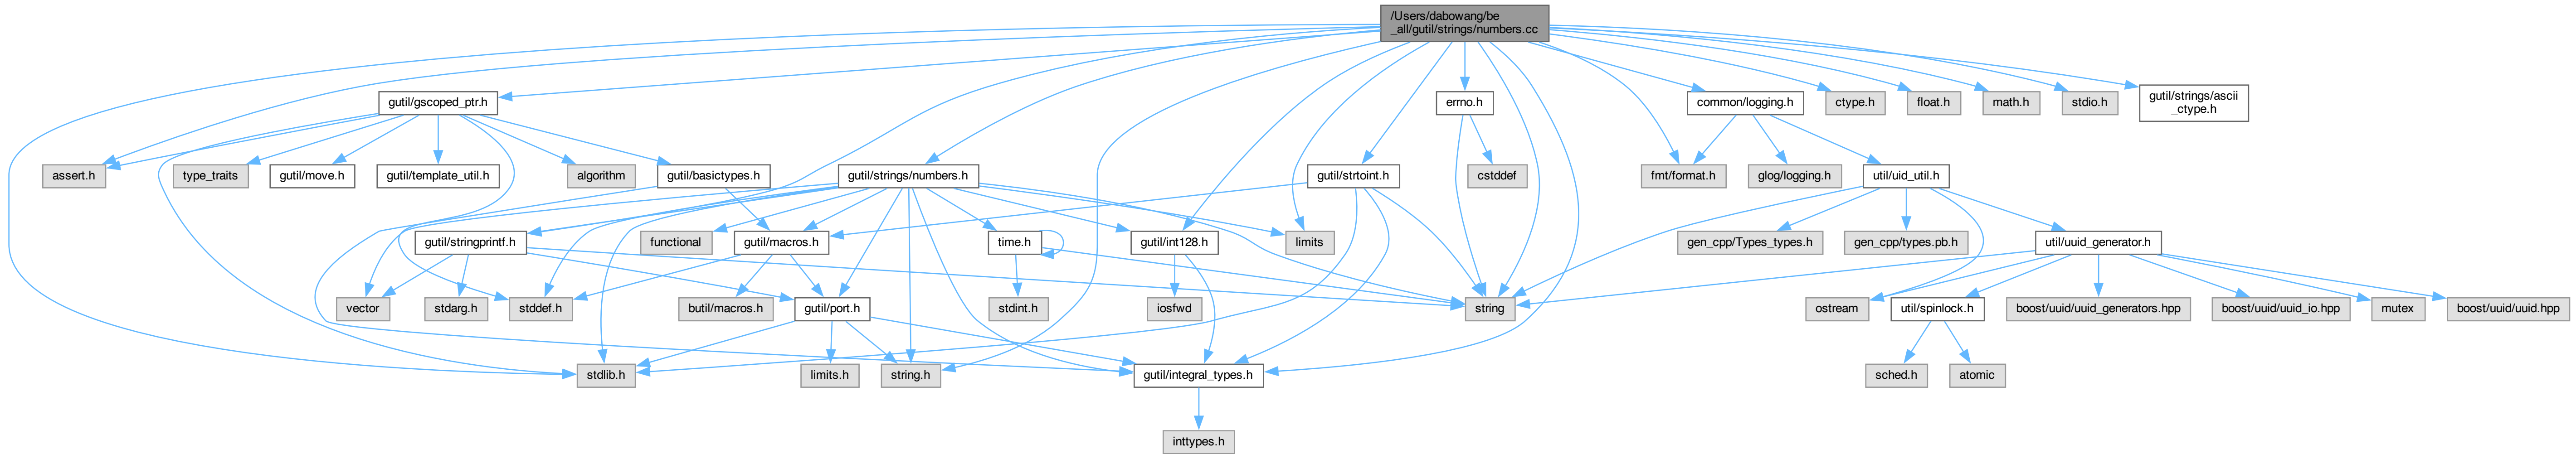 /Users/dabowang/be
_all/gutil/strings/numbers.cc
gutil/gscoped_ptr.h
errno.h
common/logging.h
ctype.h
float.h
math.h
stdio.h
gutil/strings/ascii
_ctype.h
assert.h
type_traits
gutil/move.h
gutil/template_util.h
algorithm
gutil/basictypes.h
gutil/strings/numbers.h
gutil/strtoint.h
cstddef
fmt/format.h
glog/logging.h
util/uid_util.h
gutil/stringprintf.h
functional
gutil/macros.h
time.h
gutil/int128.h
limits
gen_cpp/Types_types.h
gen_cpp/types.pb.h
util/uuid_generator.h
vector
stdarg.h
stddef.h
butil/macros.h
gutil/port.h
stdint.h
iosfwd
string
ostream
util/spinlock.h
boost/uuid/uuid_generators.hpp
boost/uuid/uuid_io.hpp
mutex
boost/uuid/uuid.hpp
stdlib.h
limits.h
string.h
gutil/integral_types.h
sched.h
atomic
inttypes.h